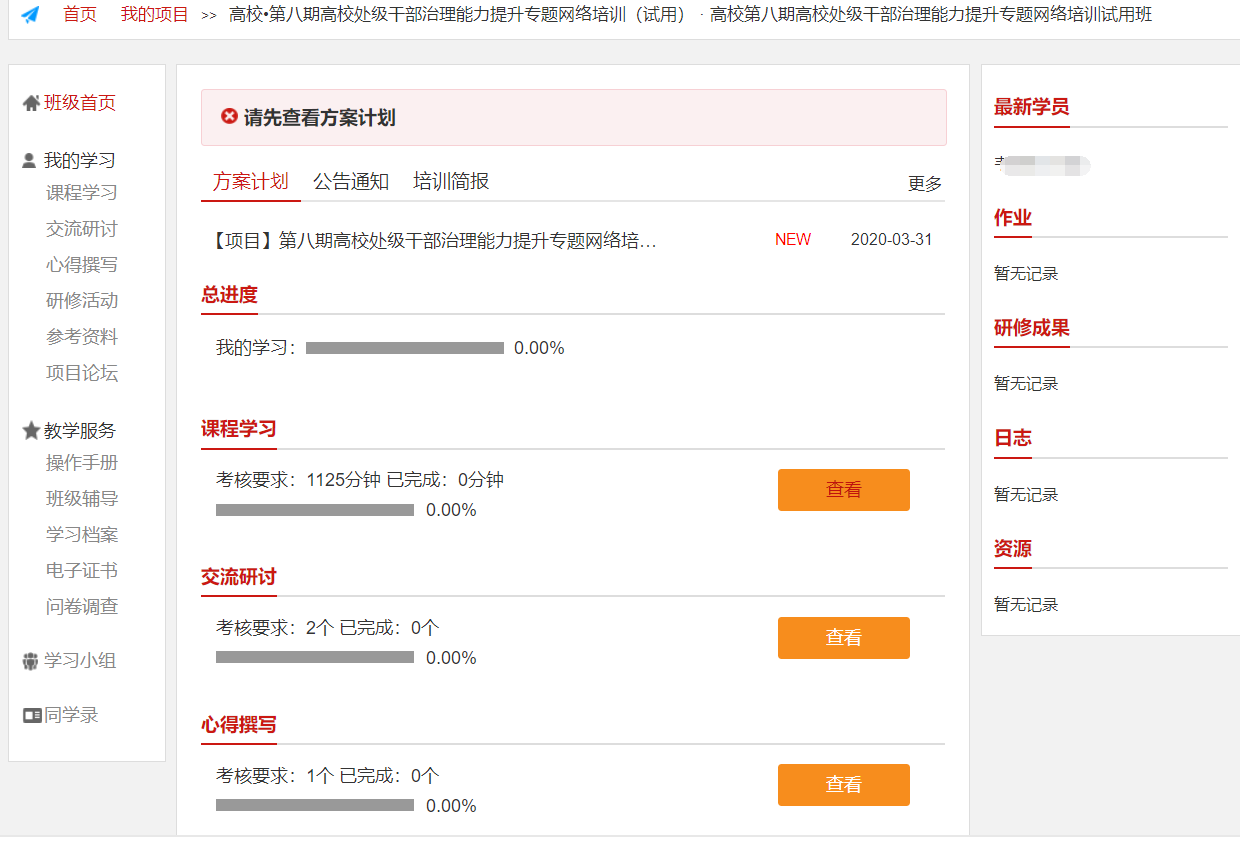 首页 我的项目 >> 高校•第八期高校处级干部治理能力提升专题网络培训（试用） · 高校第八期高校处级干部治理能力提升专题网络培训试用班
班级首页
我的学习
课程学习
交流研讨
心得撰写
研修活动
参考资料
项目论坛
教学服务
操作手册
班级辅导
学习档案
电子证书
问卷调查
学习小组
同学录
请先查看方案计划
方案计划 公告通知 培训简报 更多
【项目】第八期高校处级干部治理能力提升专题网络培… NEW 2020-03-31
总进度
我的学习： 0.00%
课程学习
考核要求：1125分钟 已完成：0分钟 查看
0.00%
交流研讨
考核要求：2个 已完成：0个 查看
0.00%
心得撰写
考核要求：1个 已完成：0个 查看
0.00%
最新学员
作业
暂无记录
研修成果
暂无记录
日志
暂无记录
资源
暂无记录